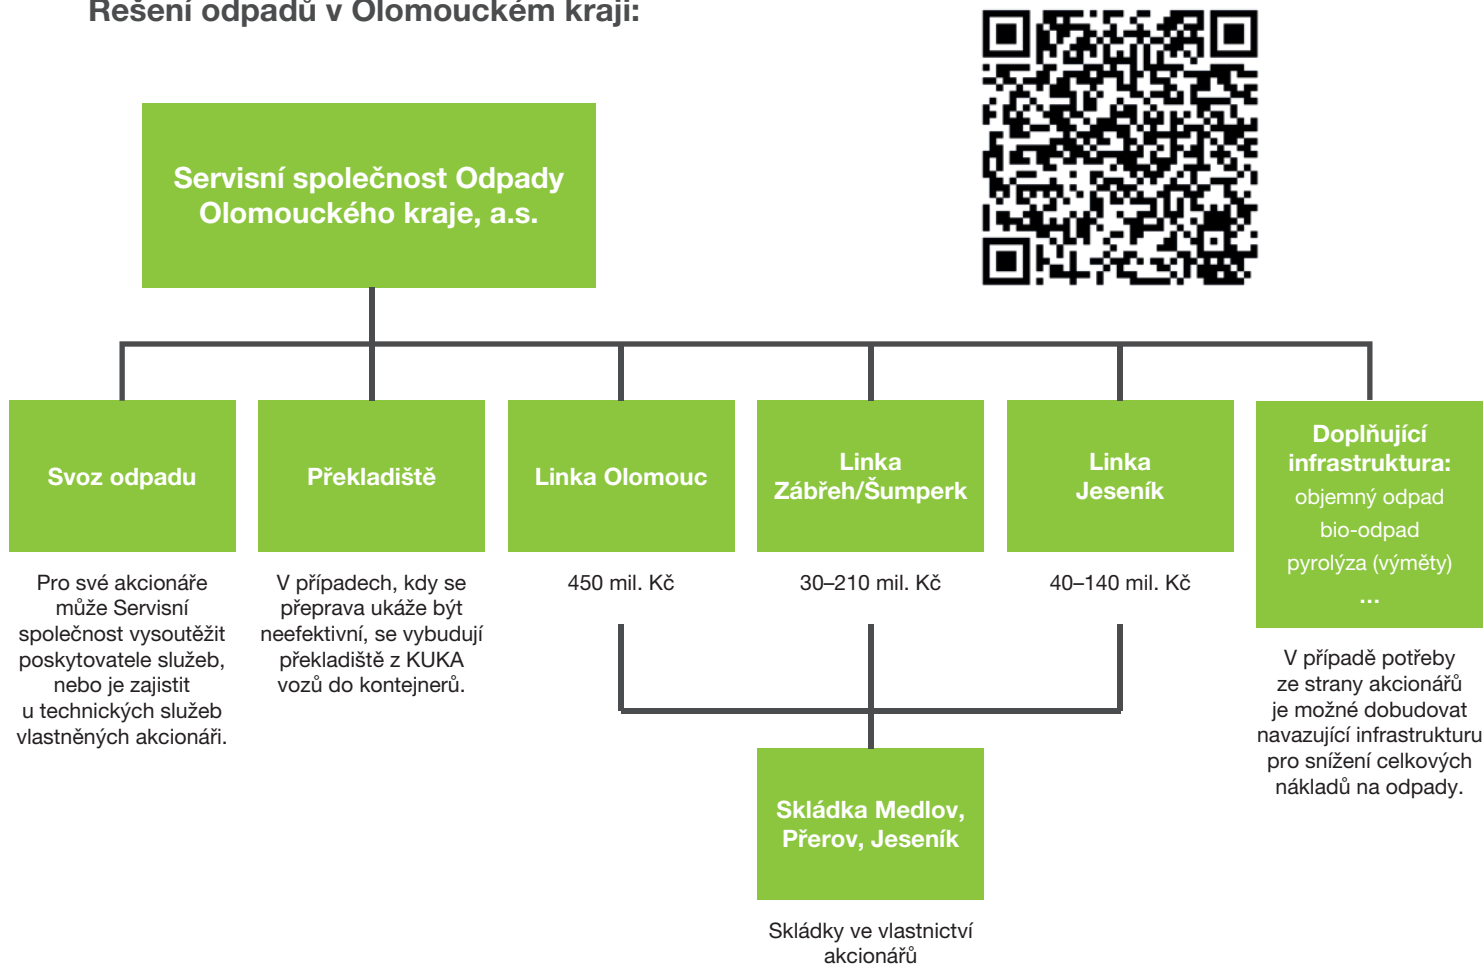 Řešení odpadů v Olomouckém kraji:
Servisní společnost Odpady
Olomouckého kraje, a.s.
Svoz odpadu
Pro své akcionáře
může Servisní
společnost vysoutěžit
poskytovatele služeb,
nebo je zajistit
u technických služeb
vlastněných akcionáři.
Překladiště
V případech, kdy se
přeprava ukáže být
neefektivní, se vybudují
překladiště z KUKA
vozů do kontejnerů.
Linka Olomouc
450 mil. Kč
Linka
Zábřeh/Šumperk
30–210 mil. Kč
Linka
Jeseník
40–140 mil. Kč
Doplňující
infrastruktura:
objemný odpad
bio-odpad
pyrolýza (výměty)
...
V případě potřeby
ze strany akcionářů
je možné dobudovat
navazující infrastrukturu
pro snížení celkových
nákladů na odpady.
Skládka Medlov,
Přerov, Jeseník
Skládky ve vlastnictví
akcionářů